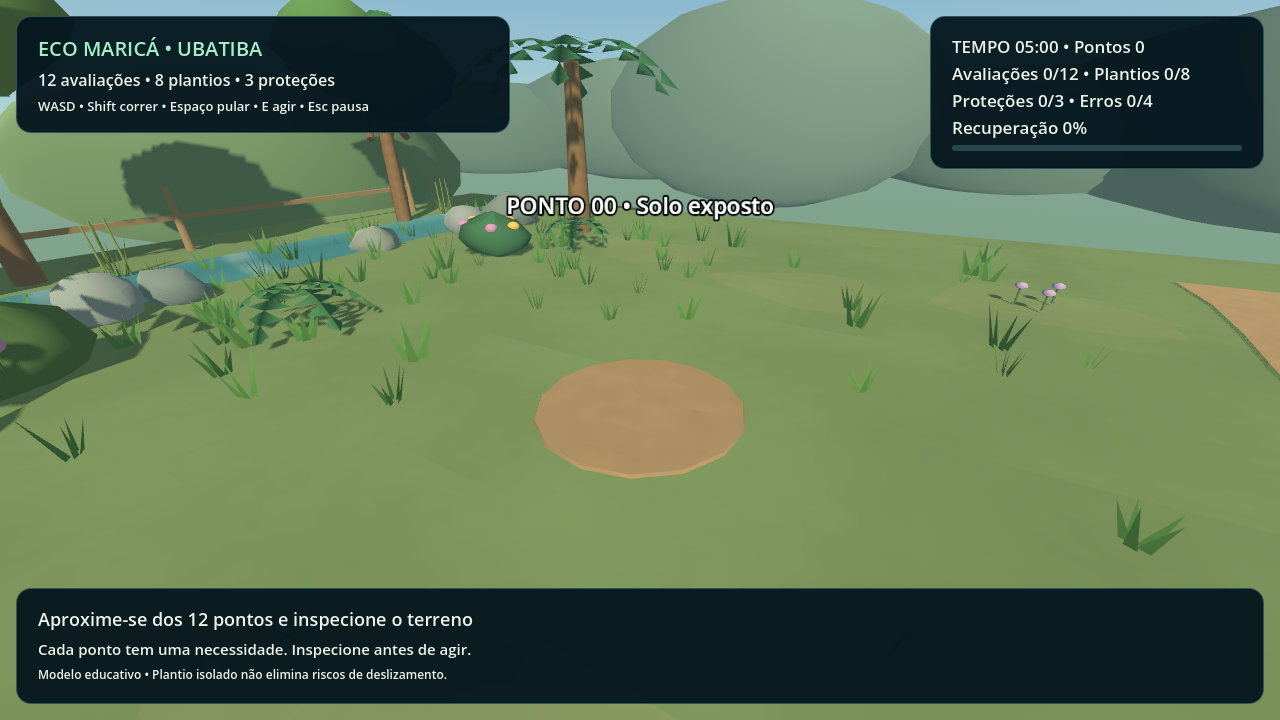 ECO MARICÁ • UBATIBA
12 avaliações • 8 plantios • 3 proteções
WASD • Shift correr • Espaço pular • E agir • Esc pausa
TEMPO 05:00 • Pontos 0
Avaliações 0/12 • Plantios 0/8
Proteções 0/3 • Erros 0/4
Recuperação 0%
PONTO 00 • Solo exposto
Aproxime-se dos 12 pontos e inspecione o terreno
Cada ponto tem uma necessidade. Inspecione antes de agir.
Modelo educativo • Plantio isolado não elimina riscos de deslizamento.